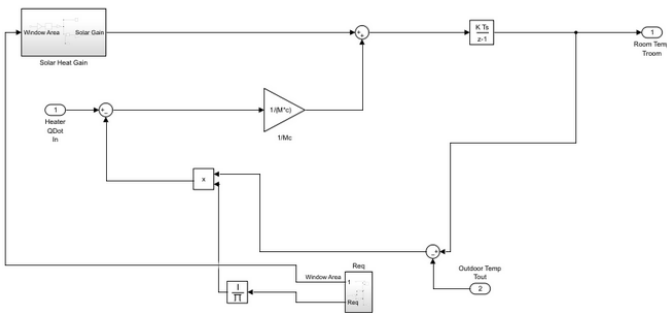 Window Area
Solar Gain
Solar Heat Gain
K Ts
z-1
1
Room Temp
Troom
1
Heater
QDot
In
1/(M*c)
1/Mc
x
Req
Window Area
1
Req
Outdoor Temp
Tout
2